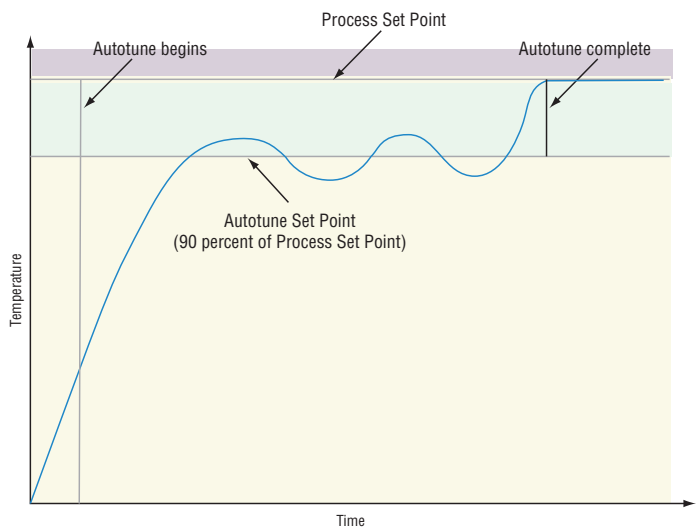 Process Set Point
Autotune begins
Autotune complete
Autotune Set Point
(90 percent of Process Set Point)
Temperature
Time